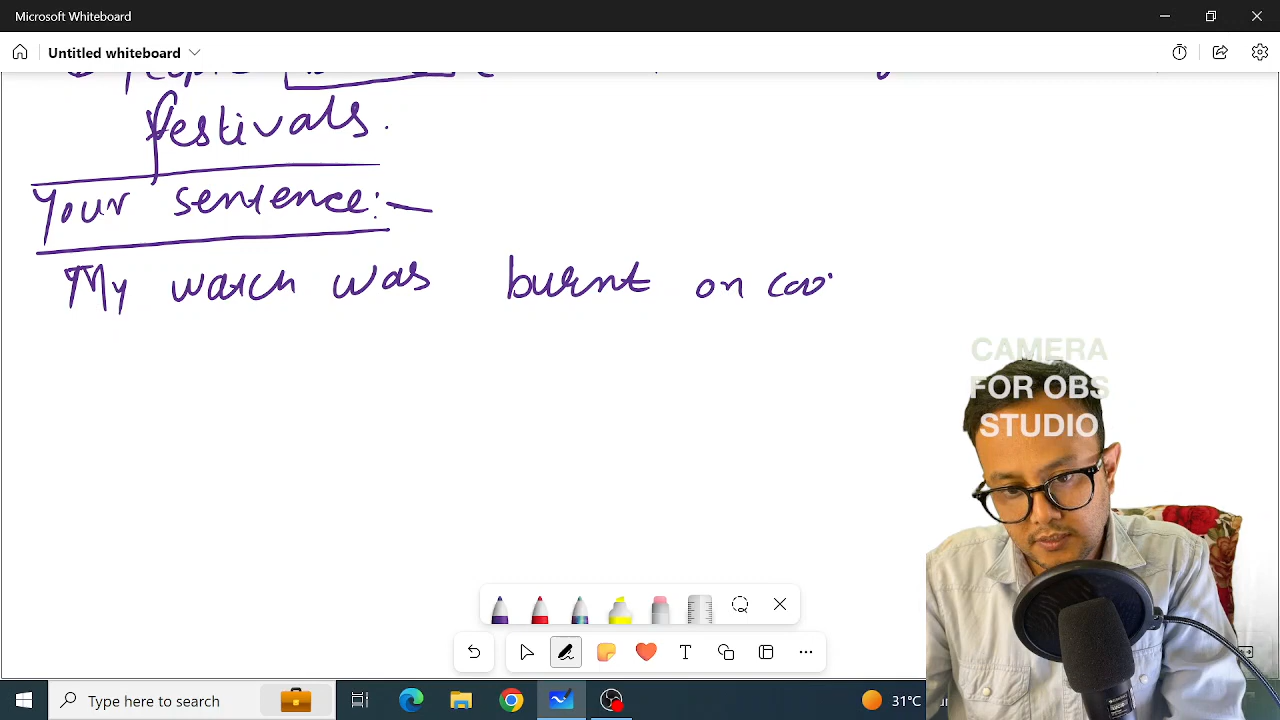 Microsoft Whiteboard
Untitled whiteboard
festivals.
Your sentence:-
My watch was burnt on
CAMERA
FOR OBS
STUDIO
Type here to search
31°C